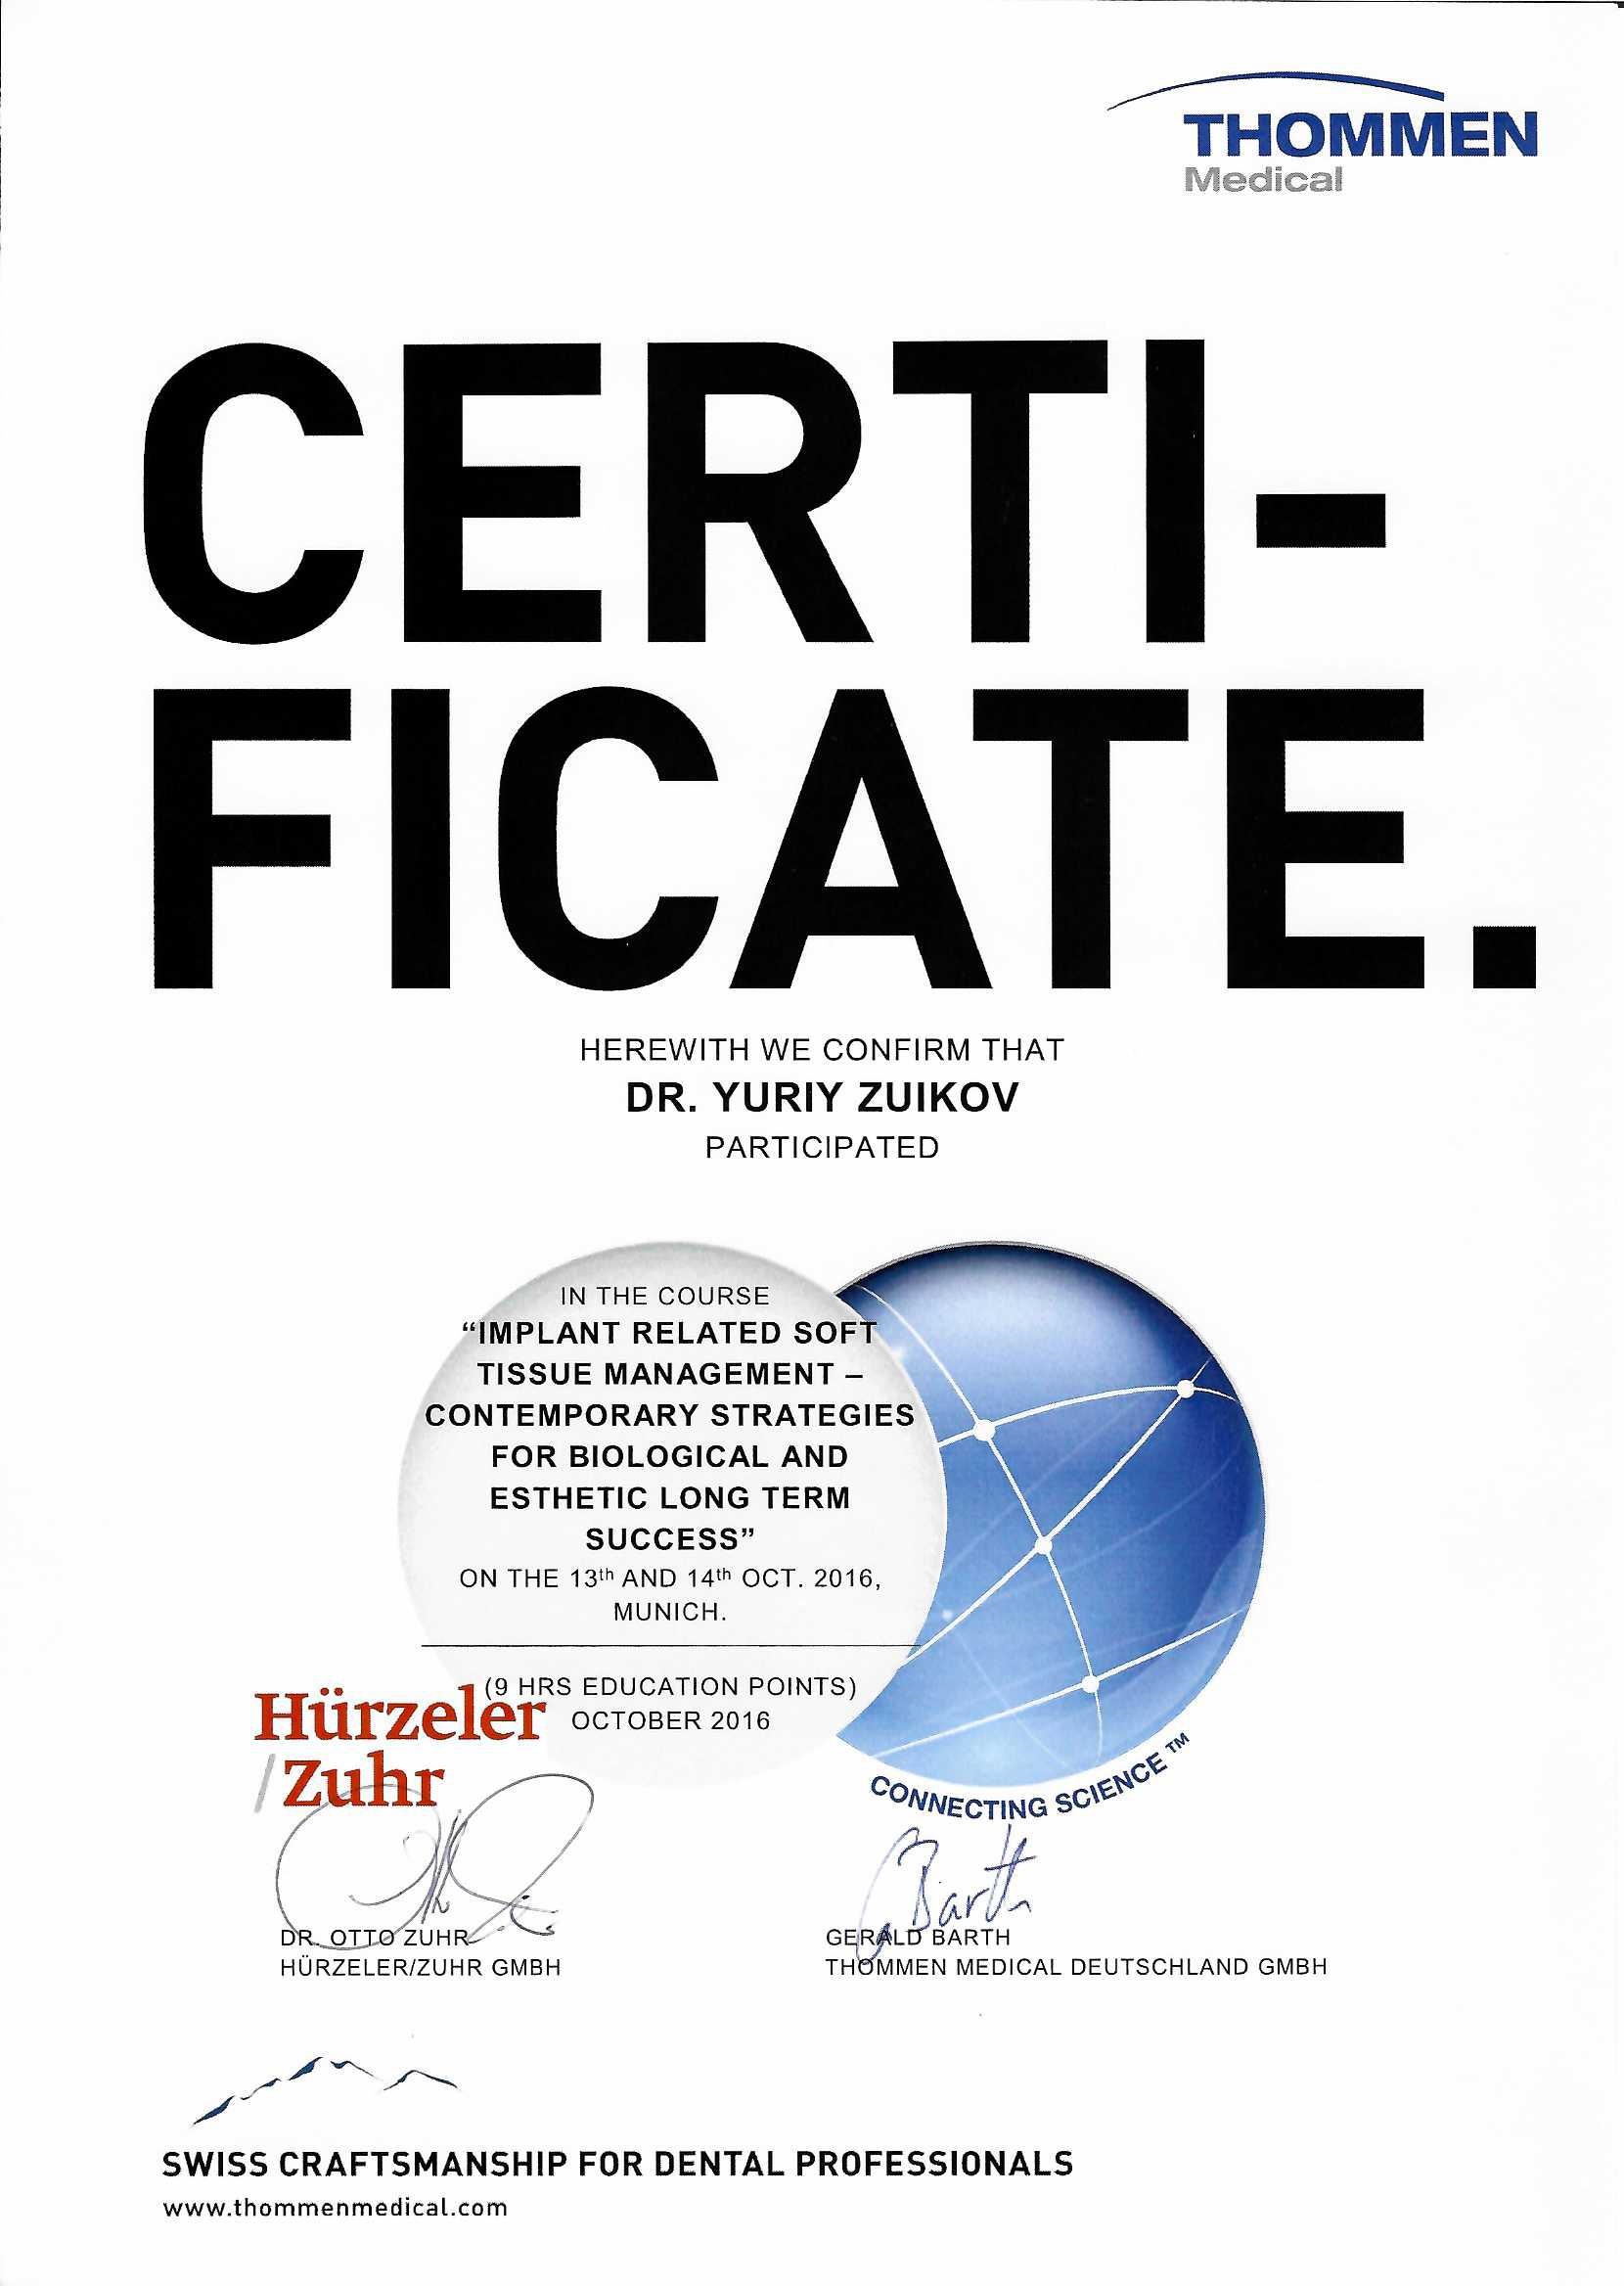 THOMMEN
Medical
CERTI-
FICATE.
HEREWITH WE CONFIRM THAT
DR. YURIY ZUIKOV
PARTICIPATED
IN THE COURSE
“IMPLANT RELATED SOFT
TISSUE MANAGEMENT –
CONTEMPORARY STRATEGIES
FOR BIOLOGICAL AND
ESTHETIC LONG TERM
SUCCESS”
ON THE 13th AND 14th OCT. 2016,
MUNICH.
(9 HRS EDUCATION POINTS)
OCTOBER 2016
Hürzeler
/Zuhr
CONNECTING SCIENCE™
Barth
DR. OTTO ZUHR
HÜRZELER/ZUHR GMBH
GERALD BARTH
THOMMEN MEDICAL DEUTSCHLAND GMBH
SWISS CRAFTSMANSHIP FOR DENTAL PROFESSIONALS
www.thommenmedical.com